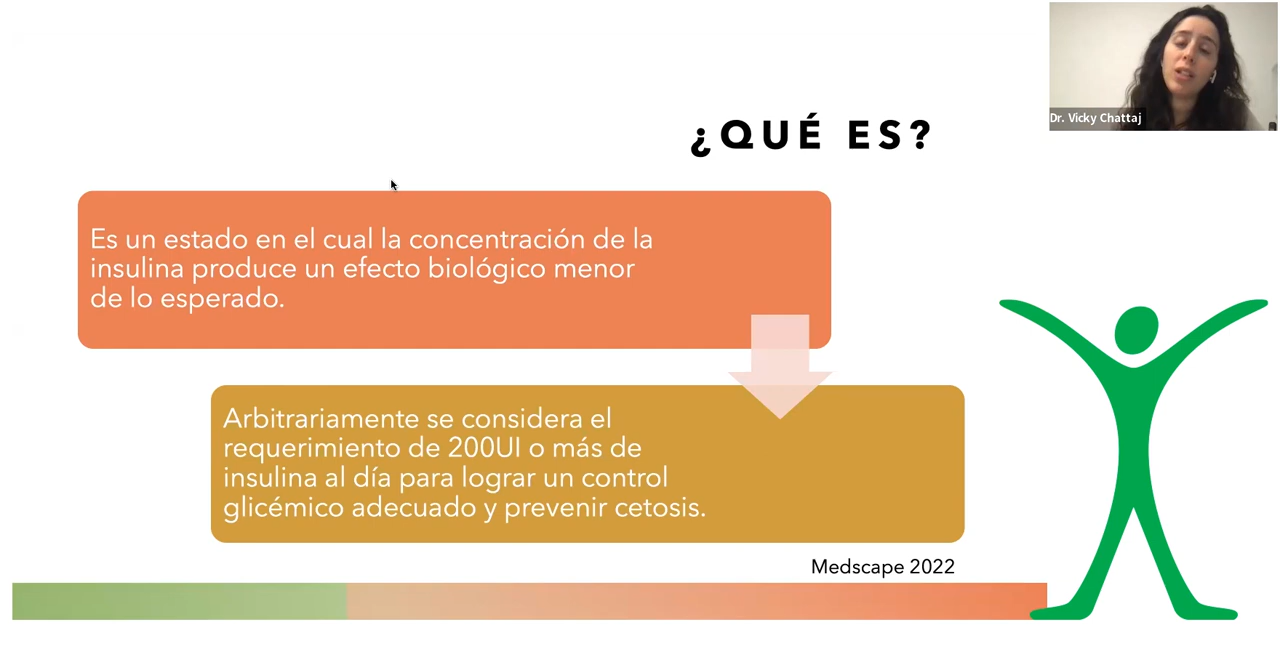 Dr. Vicky Chattaj
¿QUÉ ES?
Es un estado en el cual la concentración de la
insulina produce un efecto biológico menor
de lo esperado.
Arbitrariamente se considera el
requerimiento de 200UI o más de
insulina al día para lograr un control
glicémico adecuado y prevenir cetosis.
Medscape 2022